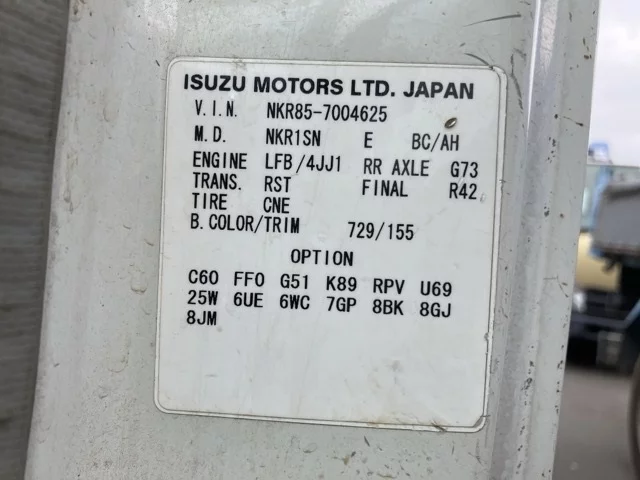 ISUZU MOTORS LTD. JAPAN
V.I.N. NKR85-7004625
M.D. NKR1SN E BC/AH
ENGINE LFB/4JJ1 RR AXLE G73
TRANS. RST FINAL R42
TIRE CNE
B.COLOR/TRIM 729/155
OPTION
C60 FF0 G51 K89 RPV U69
25W 6UE 6WC 7GP 8BK 8GJ
8JM